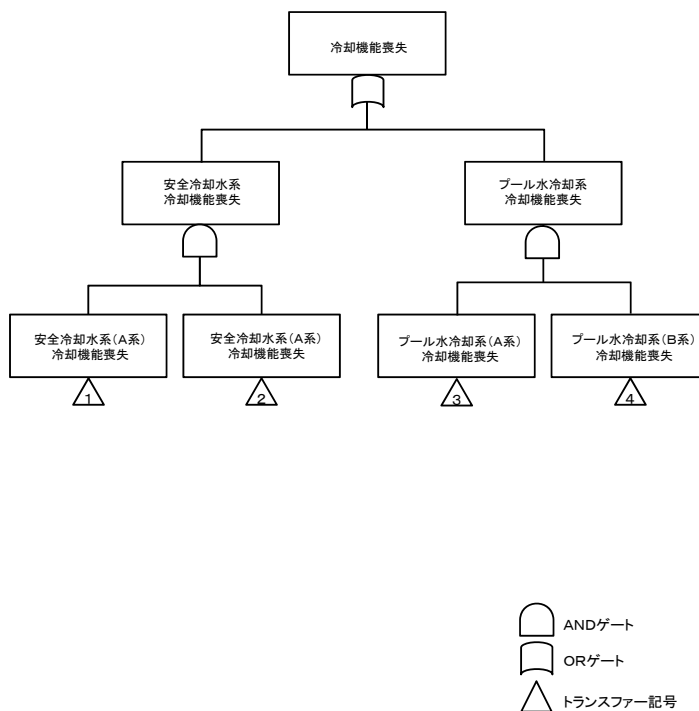 冷却機能喪失
安全冷却水系
冷却機能喪失
プール水冷却系
冷却機能喪失
安全冷却水系(A系)
冷却機能喪失
安全冷却水系(A系)
冷却機能喪失
プール水冷却系(A系)
冷却機能喪失
プール水冷却系(B系)
冷却機能喪失
1
2
3
4
ANDゲート
ORゲート
トランスファー記号